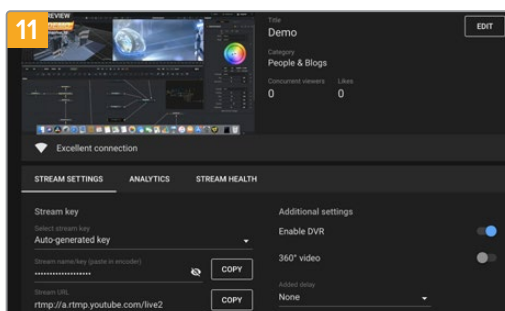 11
REVIEW
Title
Demo
EDIT
Category
People & Blogs
Concurrent viewers
Likes
0
0
Excellent connection
STREAM SETTINGS
ANALYTICS
STREAM HEALTH
Stream key
Additional settings
Select stream key
Auto-generated key
Enable DVR
360° video
Stream name/key (paste in encoder)
COPY
Added delay
None
Stream URL
rtmp://a.rtmp.youtube.com/live2
COPY